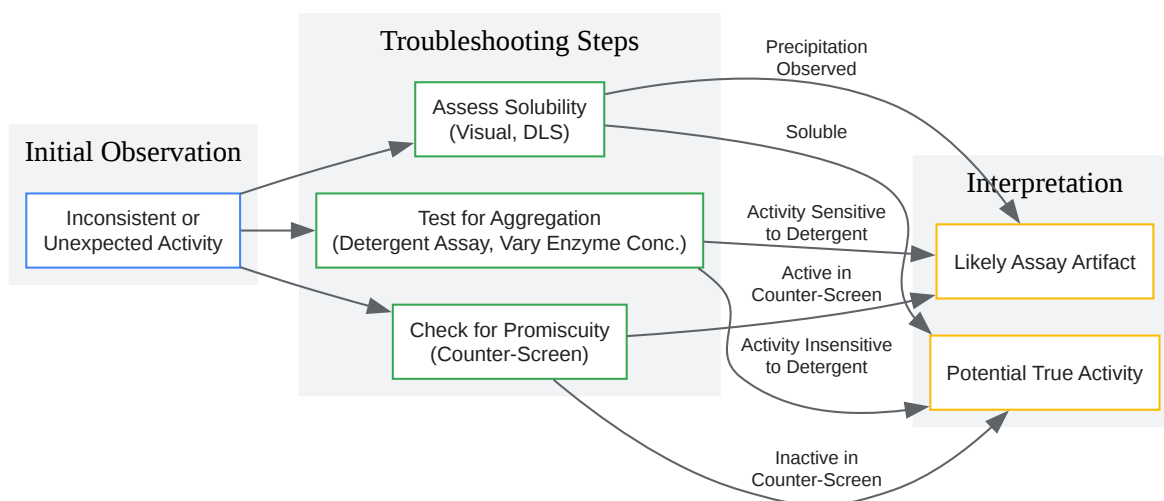 Initial Observation
Inconsistent or
Unexpected Activity
Troubleshooting Steps
Assess Solubility
(Visual, DLS)
Test for Aggregation
(Detergent Assay, Vary Enzyme Conc.)
Check for Promiscuity
(Counter-Screen)
Precipitation
Observed
Soluble
Activity Sensitive
to Detergent
Active in
Counter-Screen
Activity Insensitive
to Detergent
Inactive in
Counter-Screen
Interpretation
Likely Assay Artifact
Potential True Activity